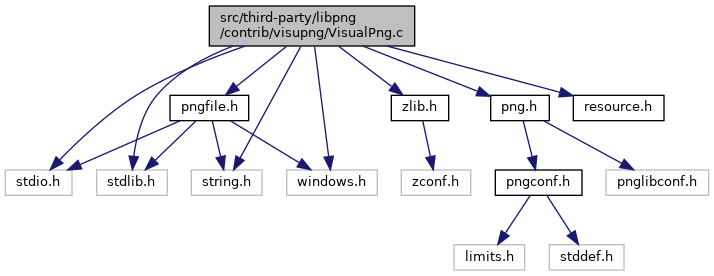 src/third-party/libpng
/contrib/visupng/VisualPng.c
pngfile.h
zlib.h
png.h
resource.h
stdio.h
stdlib.h
string.h
windows.h
zconf.h
pngconf.h
pnglibconf.h
limits.h
stddef.h